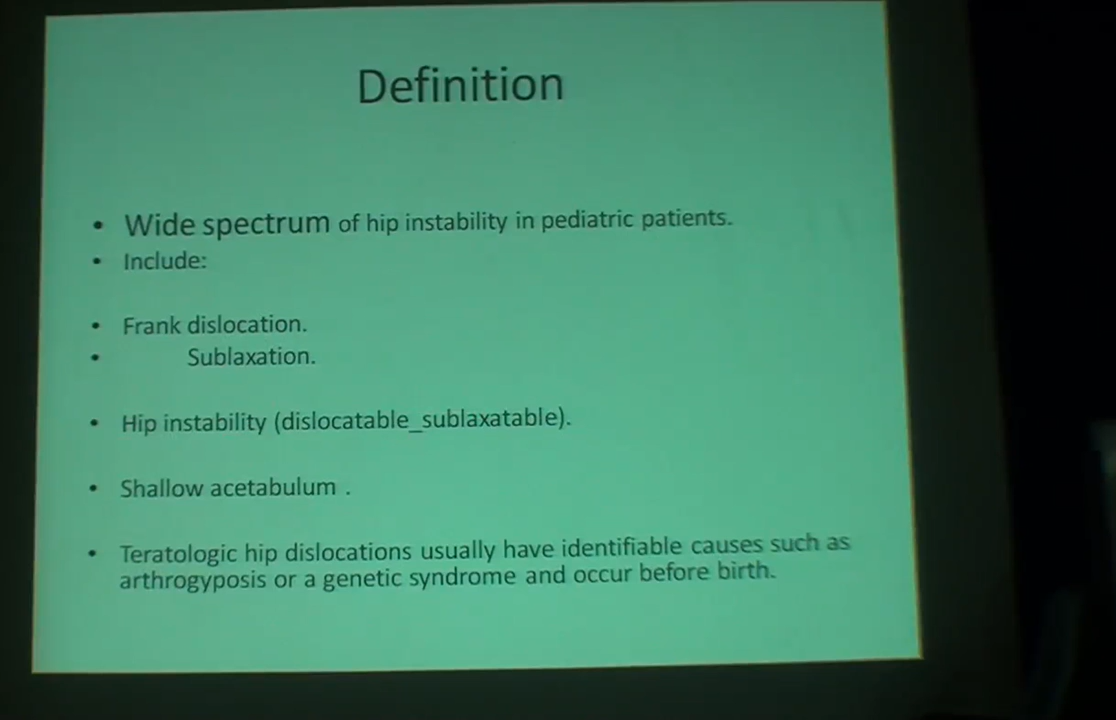 Definition
• Wide spectrum of hip instability in pediatric patients.
• Include:
• Frank dislocation.
• Sublaxation.
• Hip instability (dislocatable_sublaxatable).
• Shallow acetabulum .
• Teratologic hip dislocations usually have identifiable causes such as
arthrogyposis or a genetic syndrome and occur before birth.